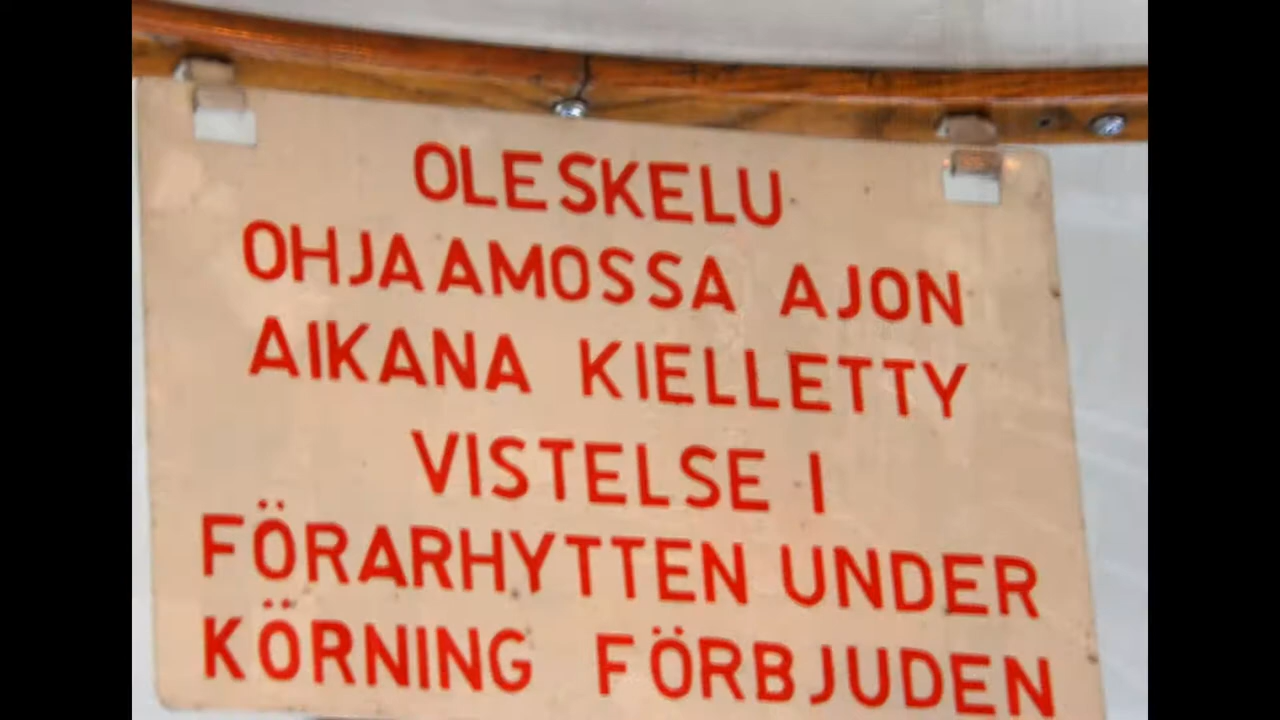 OLESKELU
OHJAAMOSSA AJON
AIKANA KIELLETTY
VISTELSE I
FÖRARHYTTEN UNDER
KÖRNING FÖRBJUDEN